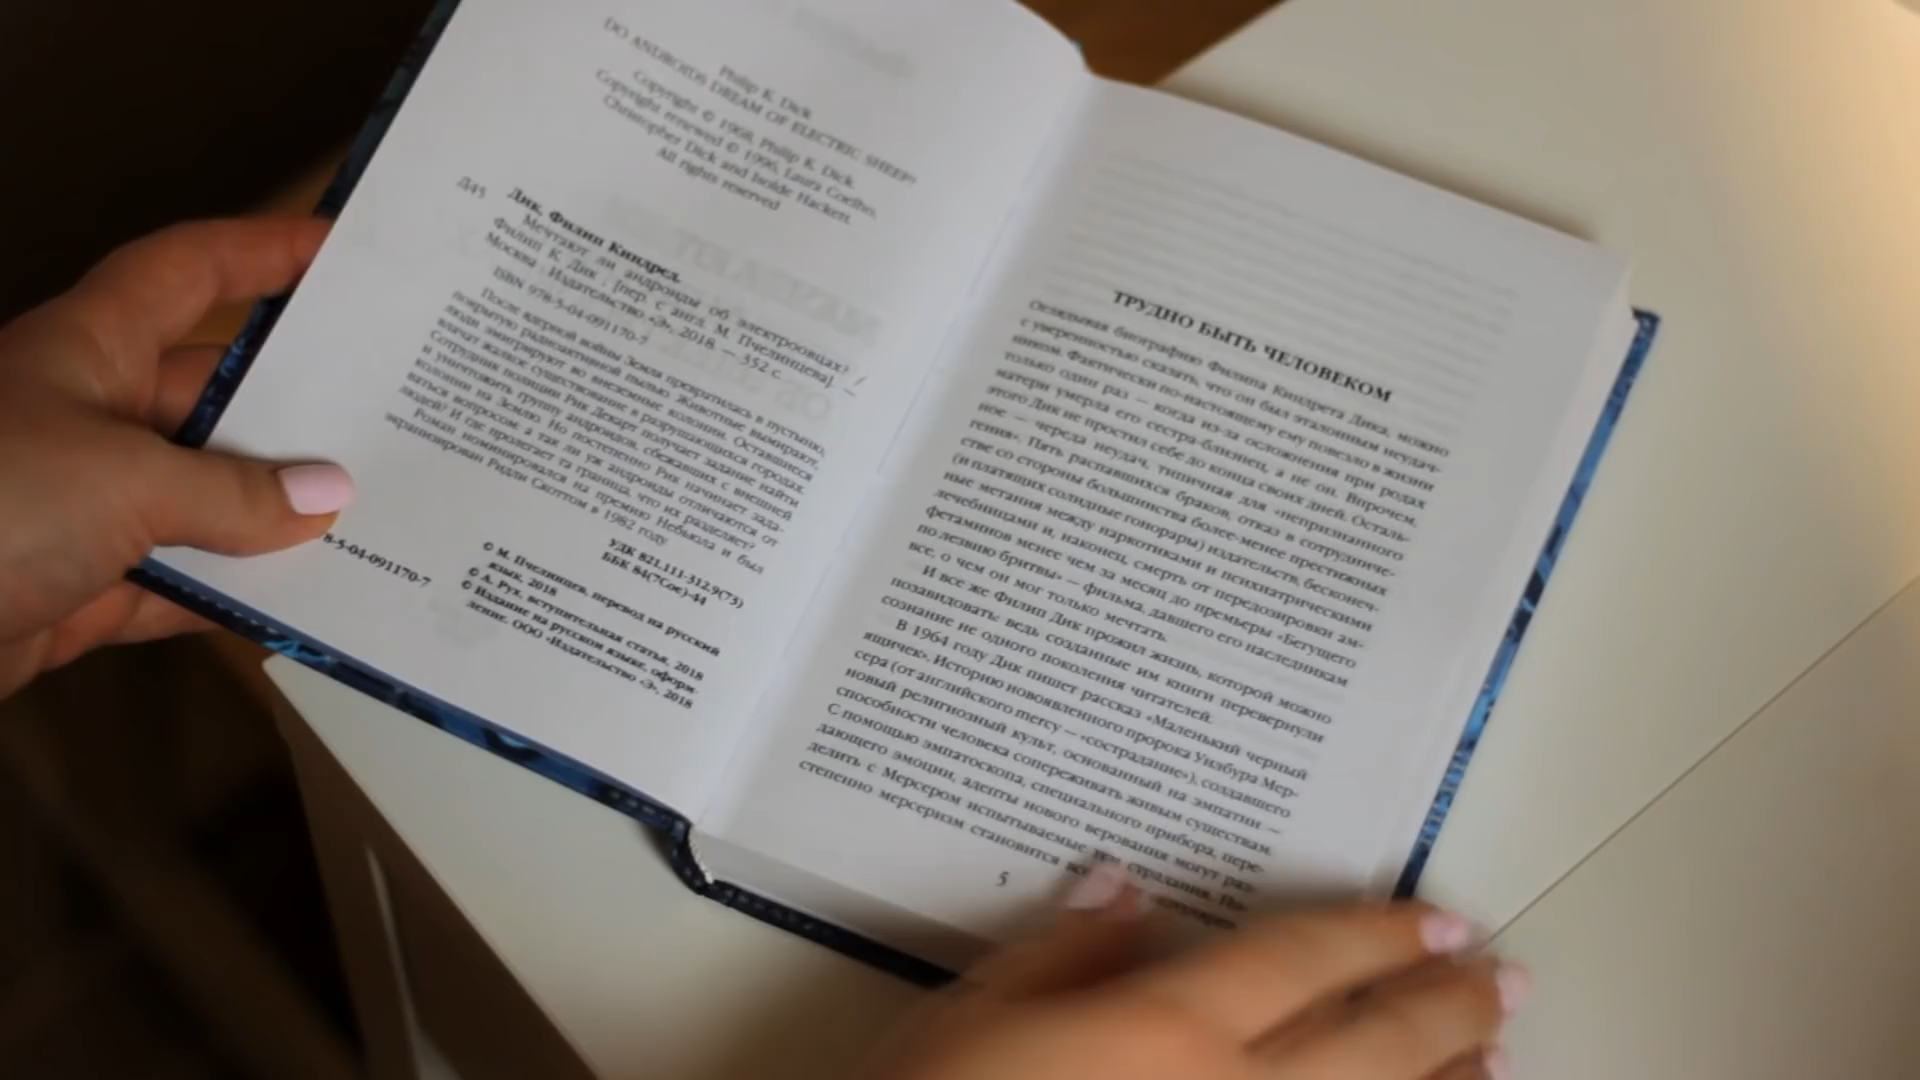 Philip K. Dick
DO ANDROIDS DREAM OF ELECTRIC SHEEP?
Copyright © 1968, Philip K. Dick.
Copyright renewed © 1996, Laura Coelho,
Christopher Dick and Isolde Hackett.
All rights reserved
Дик, Филип Киндред.
Д45 Мечтают ли андроиды об электроовцах? /
Филип К. Дик ; [пер. с англ. М. Пчелинцева]. —
Москва : Издательство «Э», 2018. — 352 с.
ISBN 978-5-04-091170-7
После ядерной войны Земля превратилась в пустыню,
покрытую радиоактивной пылью. Животные вымирают,
люди эмигрируют во внеземные колонии. Оставшиеся
влачат жалкое существование в разрушающихся городах.
Сотрудник полиции Рик Декарт получает задание найти
и уничтожить группу андроидов, сбежавших с внешней
колонии на Землю. Но постепенно Рик начинает зада-
ваться вопросом: а так ли уж андроиды отличаются от
людей? И где пролегает та граница, что их разделяет?
Роман номинировался на премию Небьюла и был
экранизирован Ридли Скоттом в 1982 году.
УДК 821.111-312.9(73)
ББК 84(7Сое)-44
© М. Пчелинцев, перевод на русский
язык, 2018
© А. Рух, вступительная статья, 2018
© Издание на русском языке, оформ-
8-5-04-091170-7 ление. ООО «Издательство «Э», 2018
ТРУДНО БЫТЬ ЧЕЛОВЕКОМ
Оглядывая биографию Филипа Киндрета Дика, можно
с уверенностью сказать, что он был эталонным неудач-
ником. Фактически по-настоящему ему повезло в жизни
только один раз — когда из-за осложнения при родах
матери умерла его сестра-близнец, а не он. Впрочем,
этого Дик не простил себе до конца своих дней. Осталь-
ное — череда неудач, типичная для «непризнанного
гения». Пять распавшихся браков, отказ в сотрудниче-
стве со стороны большинства более-менее престижных
(и платящих солидные гонорары) издательств, бесконеч-
ные метания между наркотиками и психиатрическими
лечебницами и, наконец, смерть от передозировки ам-
фетаминов менее чем за месяц до премьеры «Бегущего
по лезвию бритвы» — фильма, давшего его наследникам
все, о чем он мог только мечтать.
И все же Филип Дик прожил жизнь, которой можно
позавидовать: ведь созданные им книги перевернули
сознание не одного поколения читателей.
В 1964 году Дик пишет рассказ «Маленький черный
ящичек». Историю новоявленного пророка Уилбура Мер-
сера (от английского mercy — «сострадание»), создавшего
новый религиозный культ, основанный на эмпатии —
способности человека сопереживать живым существам.
С помощью эмпатоскопа, специального прибора, пере-
дающего эмоции, адепты нового верования могут раз-
делить с Мерсером испытываемые им страдания. По-
степенно мерсеризм становится
5